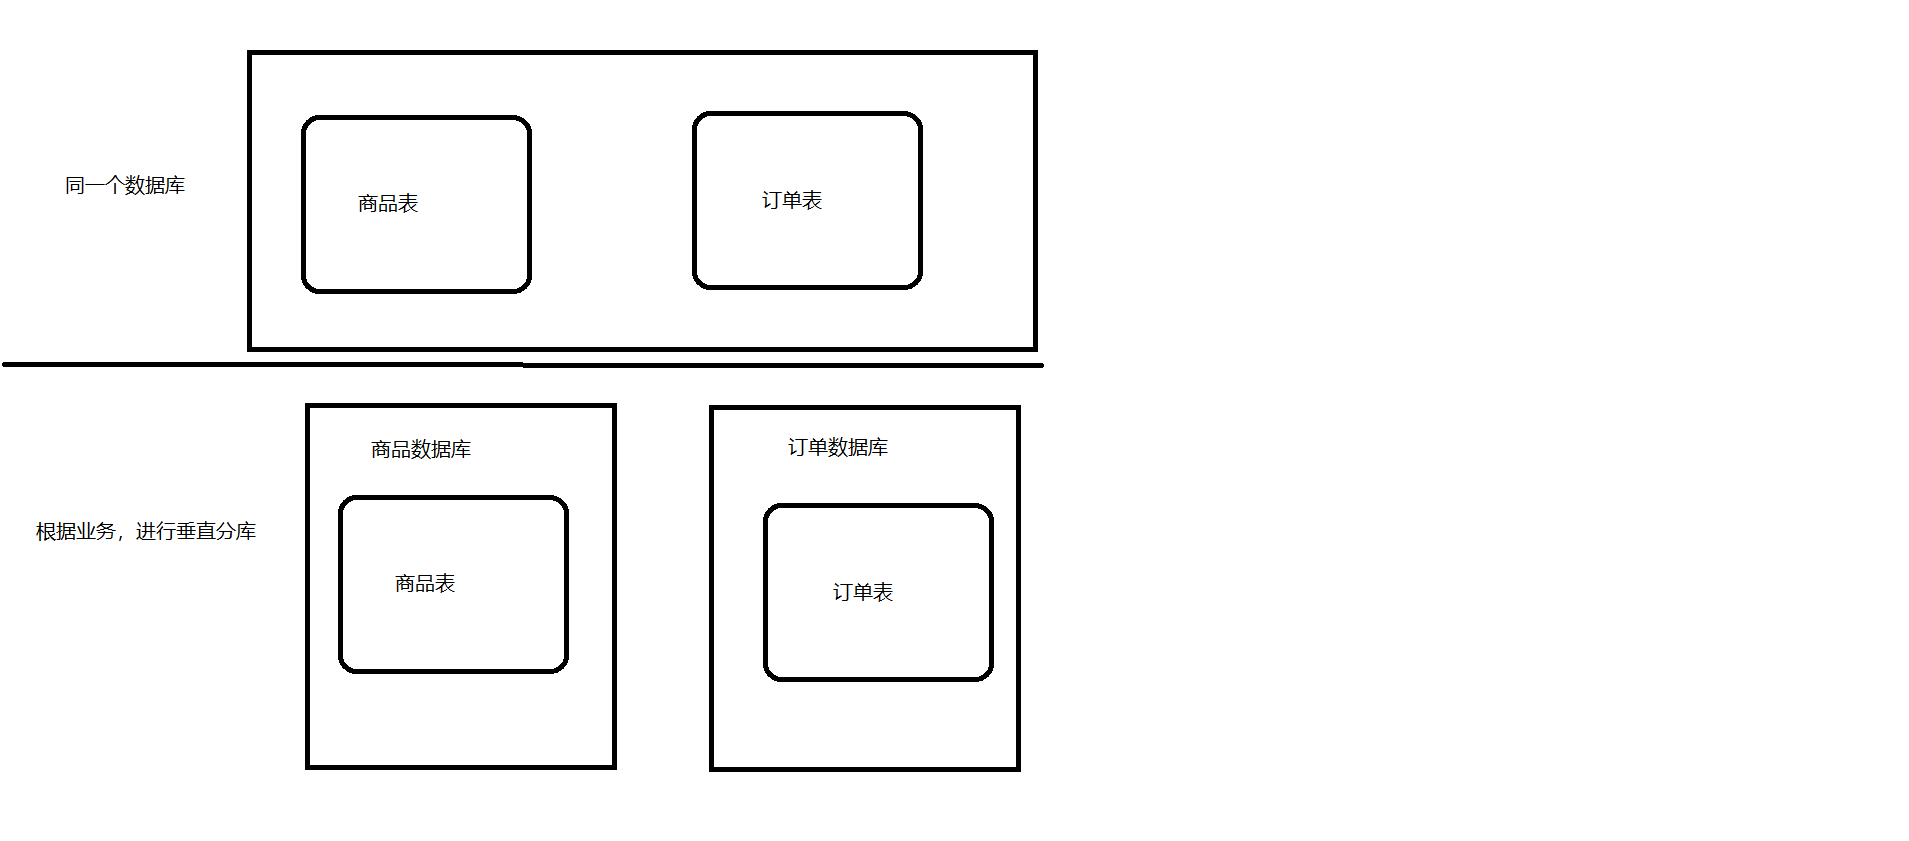 同一个数据库
商品表
订单表
商品数据库
订单数据库
根据业务，进行垂直分库
商品表
订单表